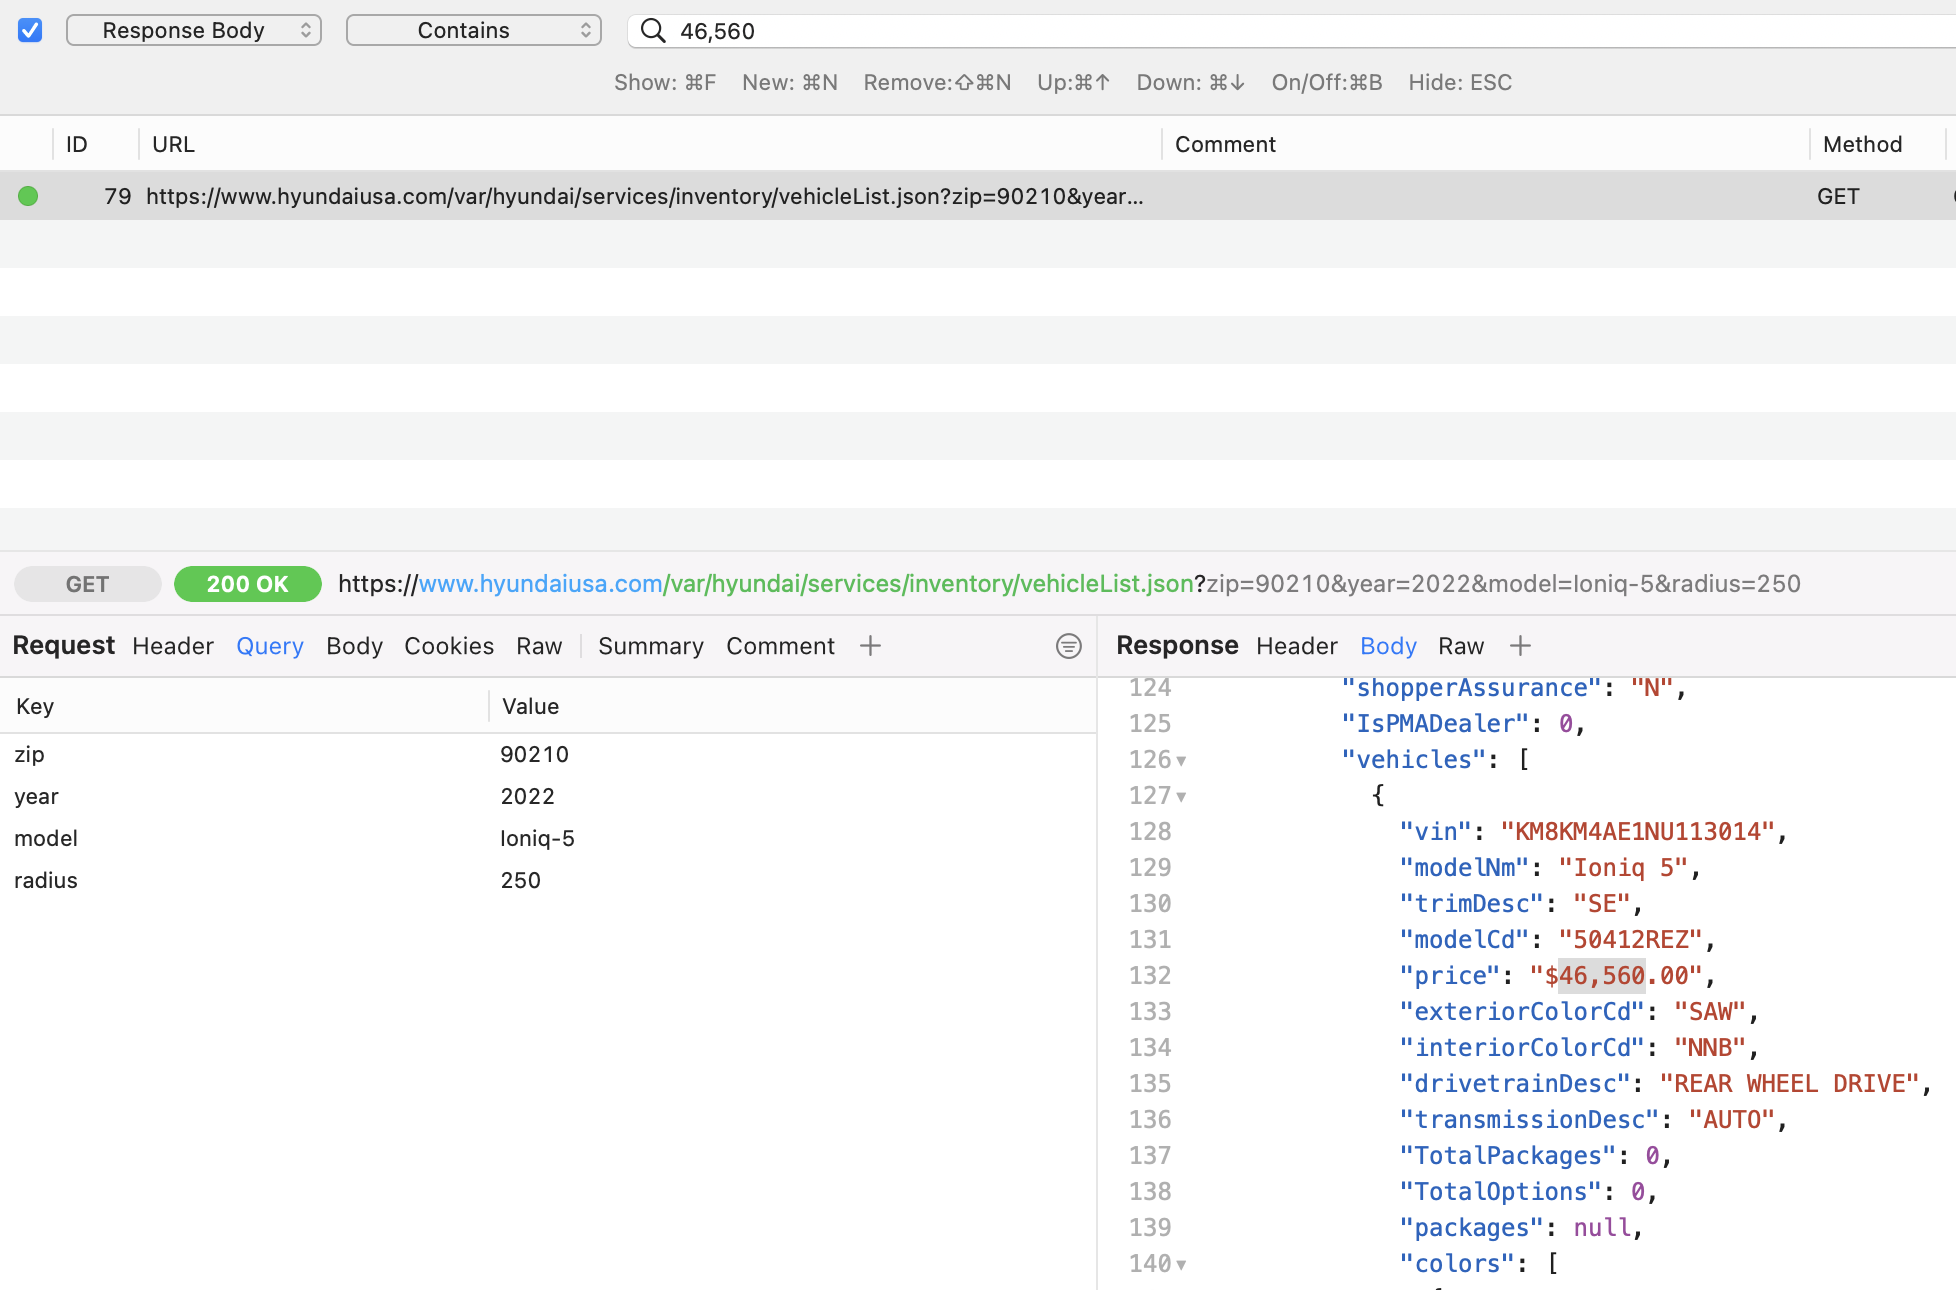 Response Body Contains 46,560
Show: ⌘F New: ⌘N Remove:⇧⌘N Up:⌘↑ Down: ⌘↓ On/Off:⌘B Hide: ESC
ID URL Comment Method
79 https://www.hyundaiusa.com/var/hyundai/services/inventory/vehicleList.json?zip=90210&year... GET
GET 200 OK https://www.hyundaiusa.com/var/hyundai/services/inventory/vehicleList.json?zip=90210&year=2022&model=Ioniq-5&radius=250
Request Header Query Body Cookies Raw Summary Comment +
Key Value
zip 90210
year 2022
model Ioniq-5
radius 250
Response Header Body Raw +
124 "shopperAssurance": "N",
125 "IsPMADealer": 0,
126 "vehicles": [
127 {
128 "vin": "KM8KM4AE1NU113014",
129 "modelNm": "Ioniq 5",
130 "trimDesc": "SE",
131 "modelCd": "50412REZ",
132 "price": "$46,560.00",
133 "exteriorColorCd": "SAW",
134 "interiorColorCd": "NNB",
135 "drivetrainDesc": "REAR WHEEL DRIVE",
136 "transmissionDesc": "AUTO",
137 "TotalPackages": 0,
138 "TotalOptions": 0,
139 "packages": null,
140 "colors": [